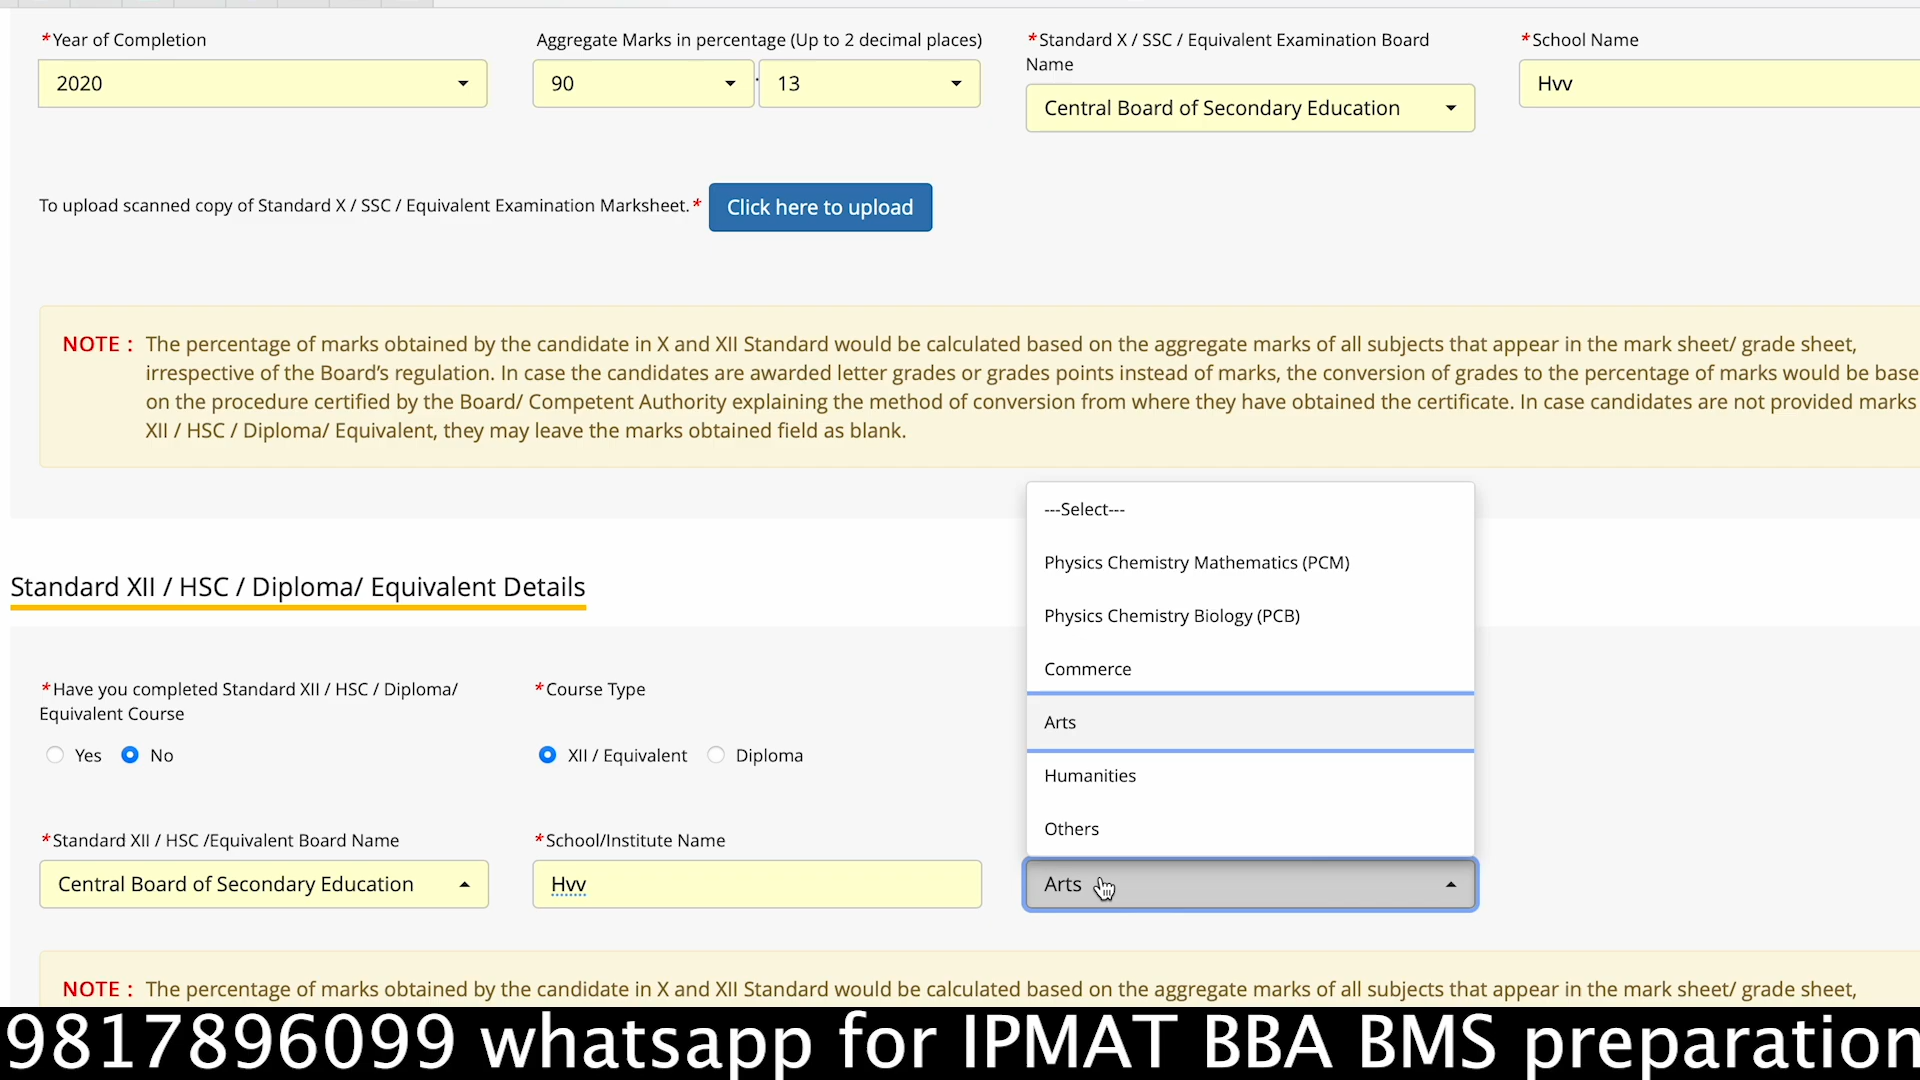 *Year of Completion
Aggregate Marks in percentage (Up to 2 decimal places)
*Standard X / SSC / Equivalent Examination Board
Name
*School Name
2020
90
.
13
Central Board of Secondary Education
Hvv
To upload scanned copy of Standard X / SSC / Equivalent Examination Marksheet.*
Click here to upload
NOTE : The percentage of marks obtained by the candidate in X and XII Standard would be calculated based on the aggregate marks of all subjects that appear in the mark sheet/ grade sheet,
irrespective of the Board's regulation. In case the candidates are awarded letter grades or grades points instead of marks, the conversion of grades to the percentage of marks would be base
on the procedure certified by the Board/ Competent Authority explaining the method of conversion from where they have obtained the certificate. In case candidates are not provided marks
XII / HSC / Diploma/ Equivalent, they may leave the marks obtained field as blank.
Standard XII / HSC / Diploma/ Equivalent Details
---Select---
Physics Chemistry Mathematics (PCM)
Physics Chemistry Biology (PCB)
Commerce
Arts
Humanities
Others
*Have you completed Standard XII / HSC / Diploma/
Equivalent Course
Yes
No
*Course Type
XII / Equivalent
Diploma
*Standard XII / HSC /Equivalent Board Name
*School/Institute Name
Central Board of Secondary Education
Hvv
Arts
NOTE : The percentage of marks obtained by the candidate in X and XII Standard would be calculated based on the aggregate marks of all subjects that appear in the mark sheet/ grade sheet,
9817896099 whatsapp for IPMAT BBA BMS preparation